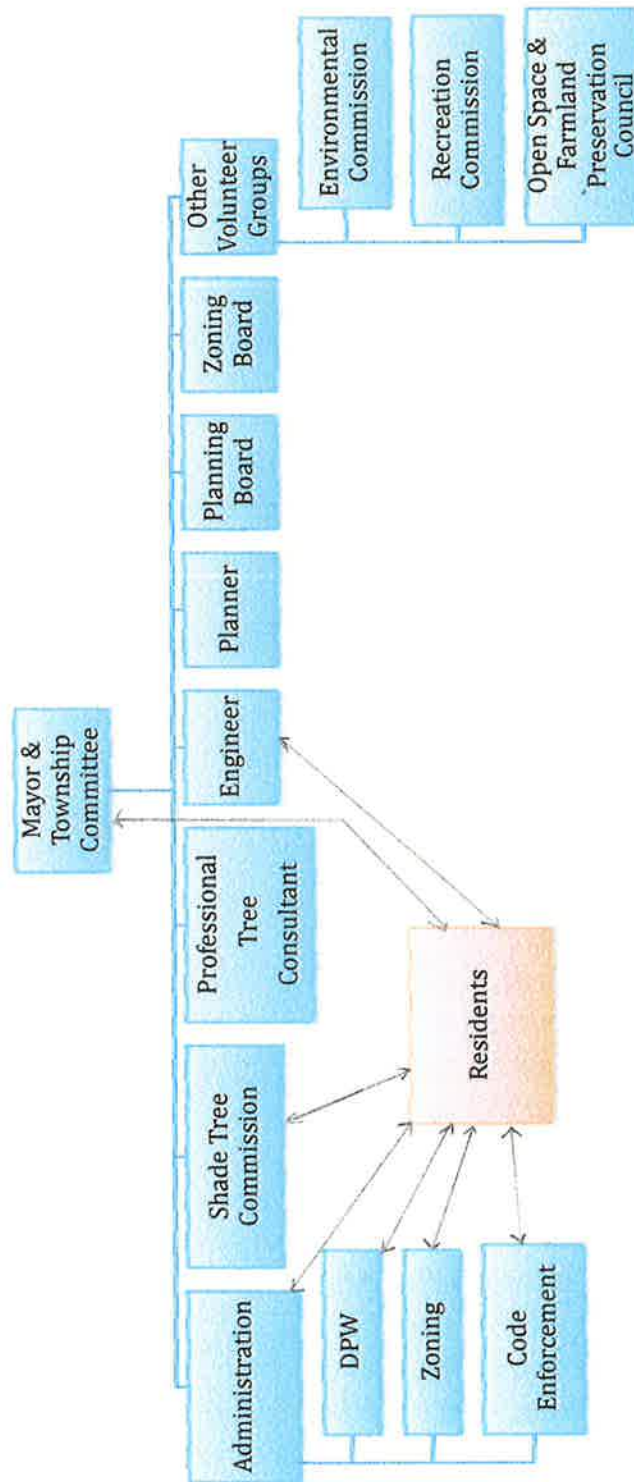 Mayor &
Township
Committee
Administration
Shade Tree
Commission
Professional
Tree
Consultant
Engineer
Planner
Planning
Board
Zoning
Board
Other
Volunteer
Groups
DPW
Zoning
Code
Enforcement
Residents
Environmental
Commission
Recreation
Commission
Open Space &
Farmland
Preservation
Council